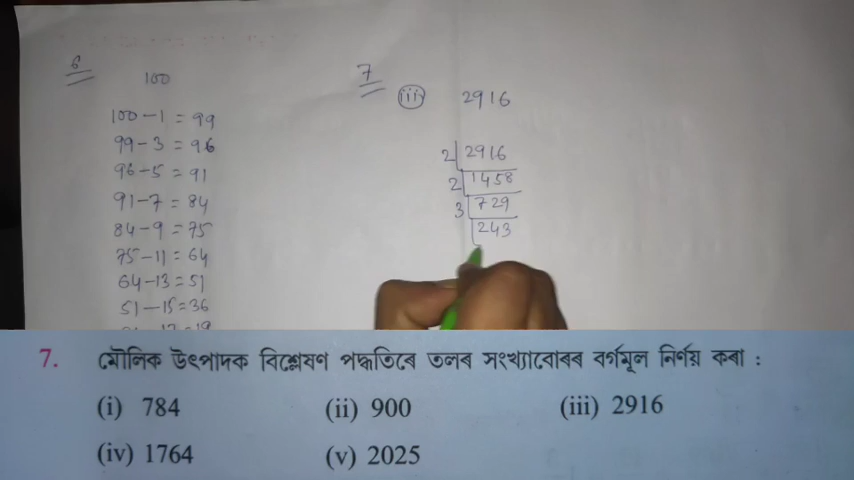 6
100
100 - 1 = 99
99 - 3 = 96
96 - 5 = 91
91 - 7 = 84
84 - 9 = 75
75 - 11 = 64
64 - 13 = 51
51 - 15 = 36
7
(iii) 2916
2 2916
2 1458
3 729
243
7. মৌলিক উৎপাদক বিশ্লেষণ পদ্ধতিৰে তলৰ সংখ্যাবোৰৰ বৰ্গমূল নিৰ্ণয় কৰা :
(i) 784 (ii) 900 (iii) 2916
(iv) 1764 (v) 2025